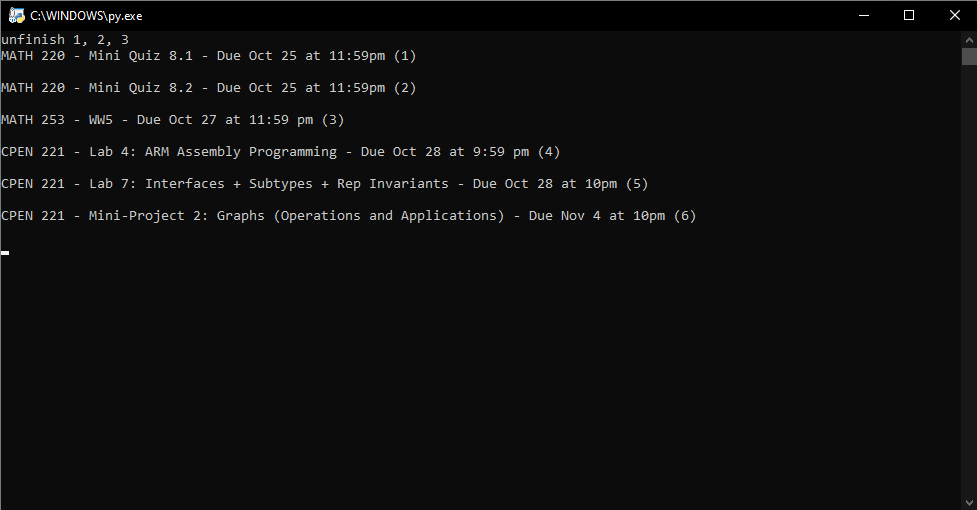 C:\WINDOWS\py.exe
unfinish 1, 2, 3
MATH 220 - Mini Quiz 8.1 - Due Oct 25 at 11:59pm (1)
MATH 220 - Mini Quiz 8.2 - Due Oct 25 at 11:59pm (2)
MATH 253 - WW5 - Due Oct 27 at 11:59 pm (3)
CPEN 221 - Lab 4: ARM Assembly Programming - Due Oct 28 at 9:59 pm (4)
CPEN 221 - Lab 7: Interfaces + Subtypes + Rep Invariants - Due Oct 28 at 10pm (5)
CPEN 221 - Mini-Project 2: Graphs (Operations and Applications) - Due Nov 4 at 10pm (6)